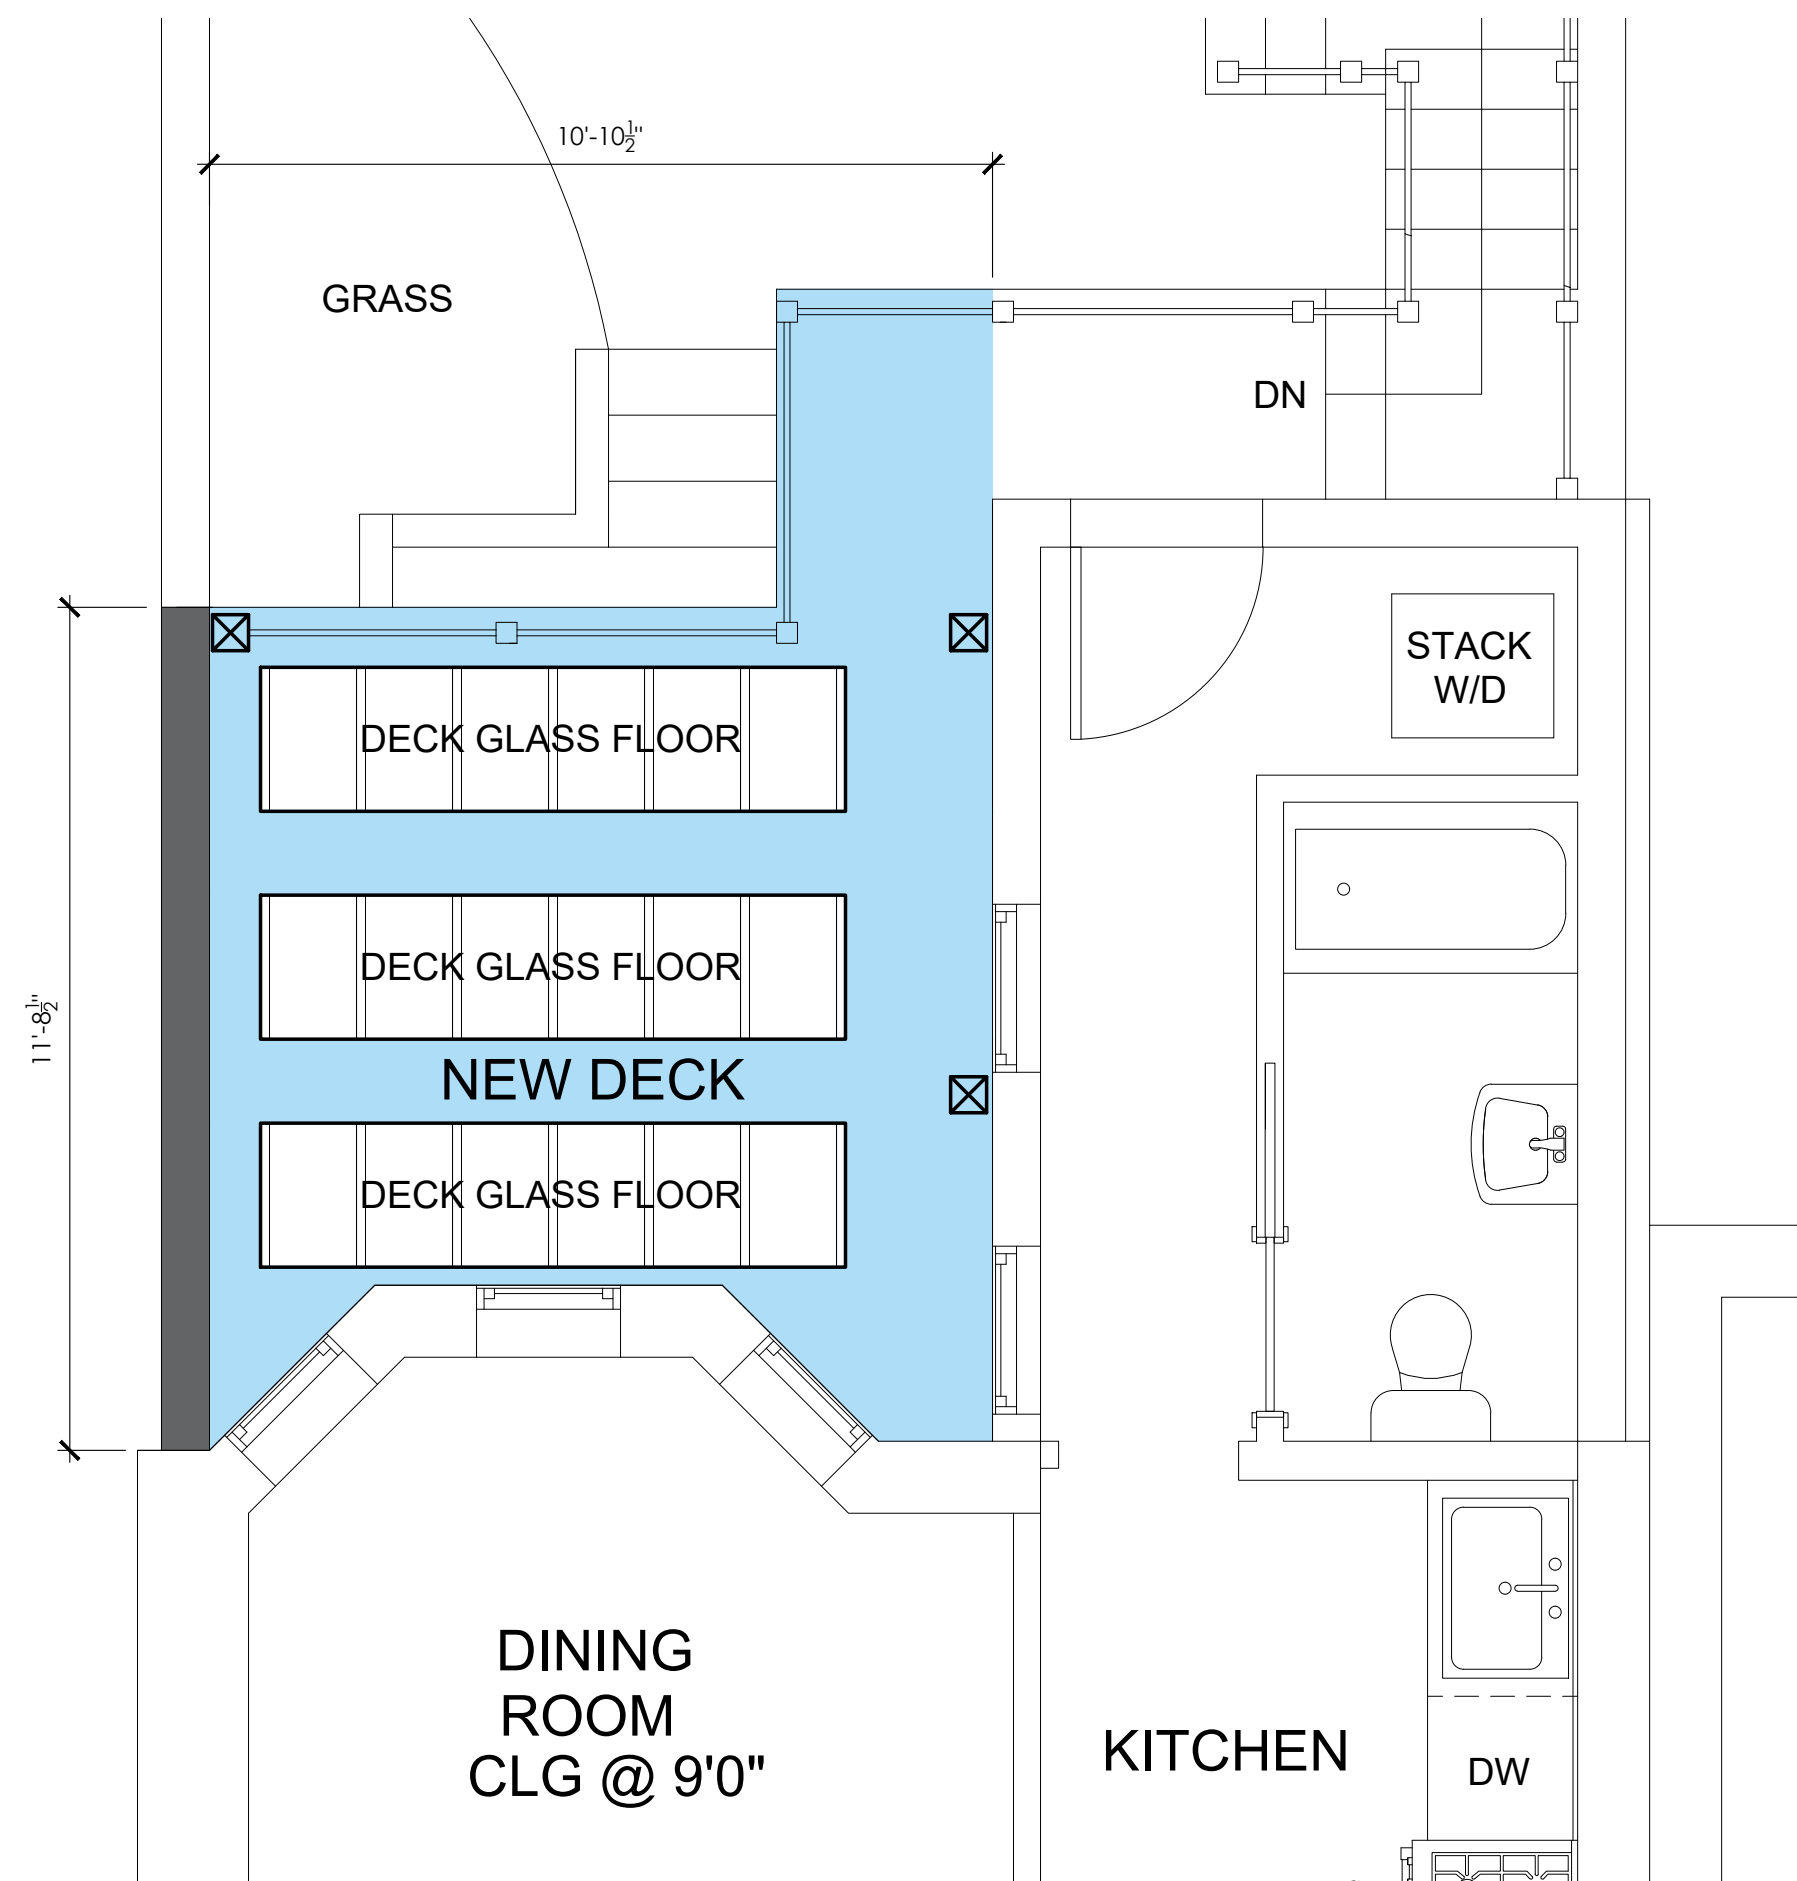 10'-10½"
GRASS
DN
STACK
W/D
DECK GLASS FLOOR
DECK GLASS FLOOR
11'-8½"
NEW DECK
DECK GLASS FLOOR
DINING
ROOM
CLG @ 9'0"
KITCHEN
DW